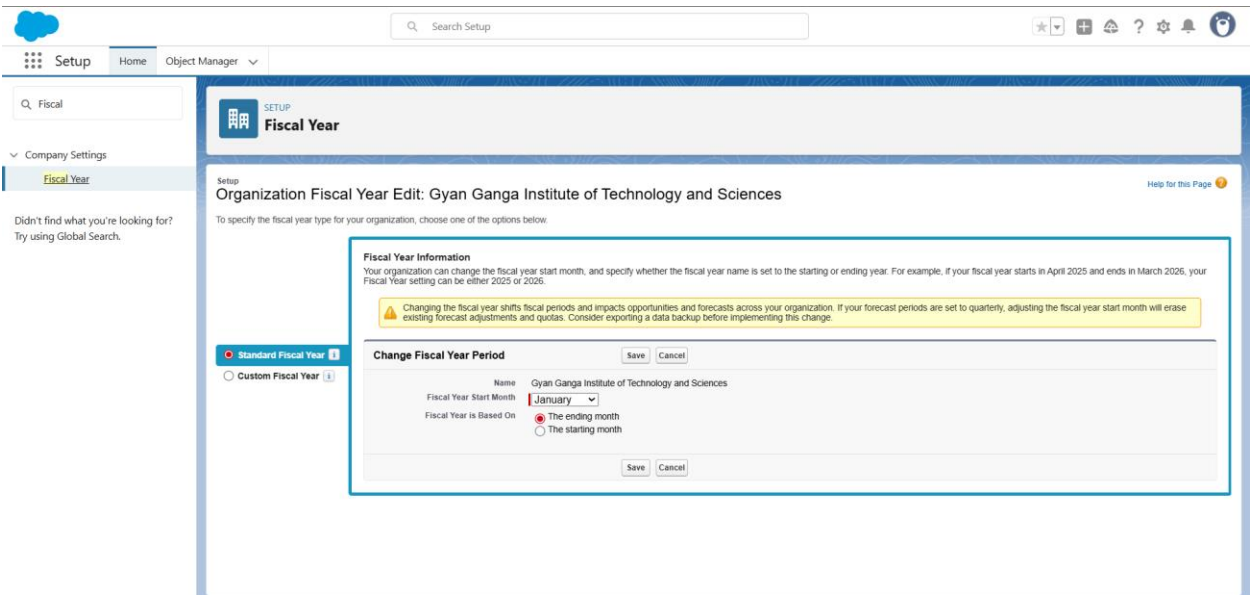 Search Setup
Setup
Home
Object Manager
Fiscal
Company Settings
Fiscal Year
Didn't find what you're looking for?
Try using Global Search.
SETUP
Fiscal Year
Setup
Organization Fiscal Year Edit: Gyan Ganga Institute of Technology and Sciences
Help for this Page
To specify the fiscal year type for your organization, choose one of the options below.
Standard Fiscal Year
Custom Fiscal Year
Fiscal Year Information
Your organization can change the fiscal year start month, and specify whether the fiscal year name is set to the starting or ending year. For example, if your fiscal year starts in April 2025 and ends in March 2026, your
Fiscal Year setting can be either 2025 or 2026.
Changing the fiscal year shifts fiscal periods and impacts opportunities and forecasts across your organization. If your forecast periods are set to quarterly, adjusting the fiscal year start month will erase
existing forecast adjustments and quotas. Consider exporting a data backup before implementing this change.
Change Fiscal Year Period
Save Cancel
Name Gyan Ganga Institute of Technology and Sciences
Fiscal Year Start Month January
Fiscal Year is Based On The ending month
The starting month
Save Cancel